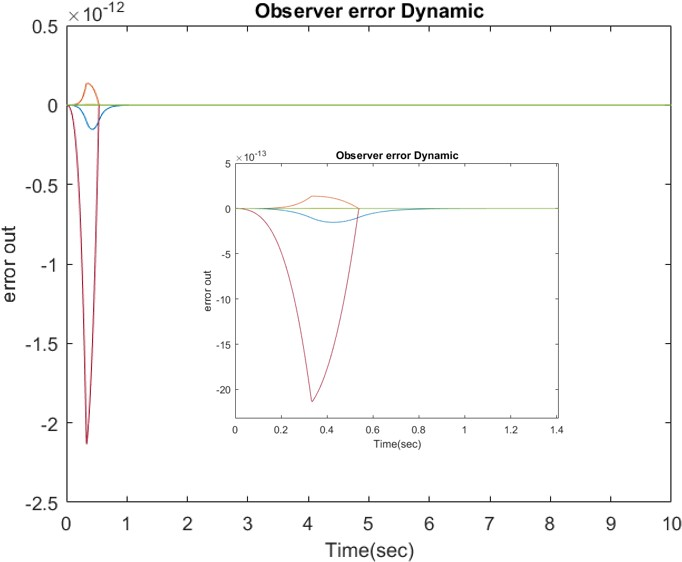 ×10-12
Observer error Dynamic
0.5
0
-0.5
-1
-1.5
-2
-2.5
error out
0 1 2 3 4 5 6 7 8 9 10
Time(sec)
×10-13
Observer error Dynamic
5
0
-5
-10
-15
-20
error out
0 0.2 0.4 0.6 0.8 1 1.2 1.4
Time(sec)